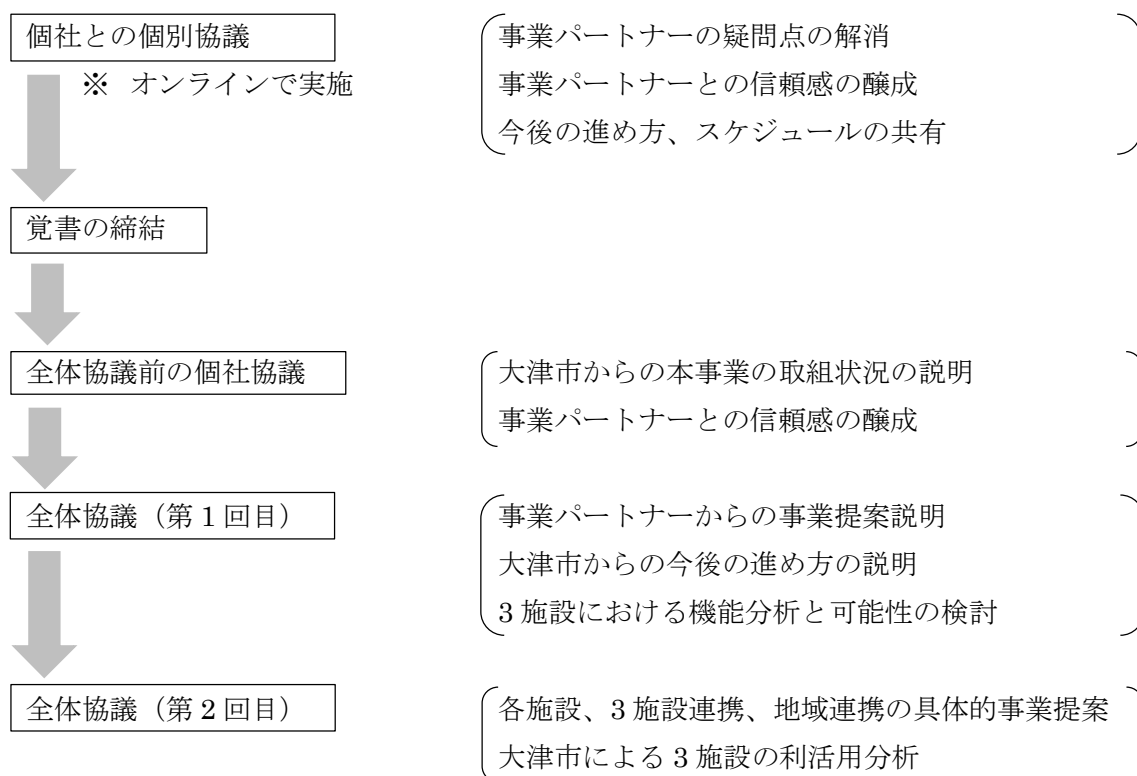 個社との個別協議
事業パートナーの疑問点の解消
※ オンラインで実施
事業パートナーとの信頼感の醸成
今後の進め方、スケジュールの共有
覚書の締結
全体協議前の個社協議
大津市からの本事業の取組状況の説明
事業パートナーとの信頼感の醸成
全体協議（第1回目）
事業パートナーからの事業提案説明
大津市からの今後の進め方の説明
3施設における機能分析と可能性の検討
全体協議（第2回目）
各施設、3施設連携、地域連携の具体的事業提案
大津市による3施設の利活用分析